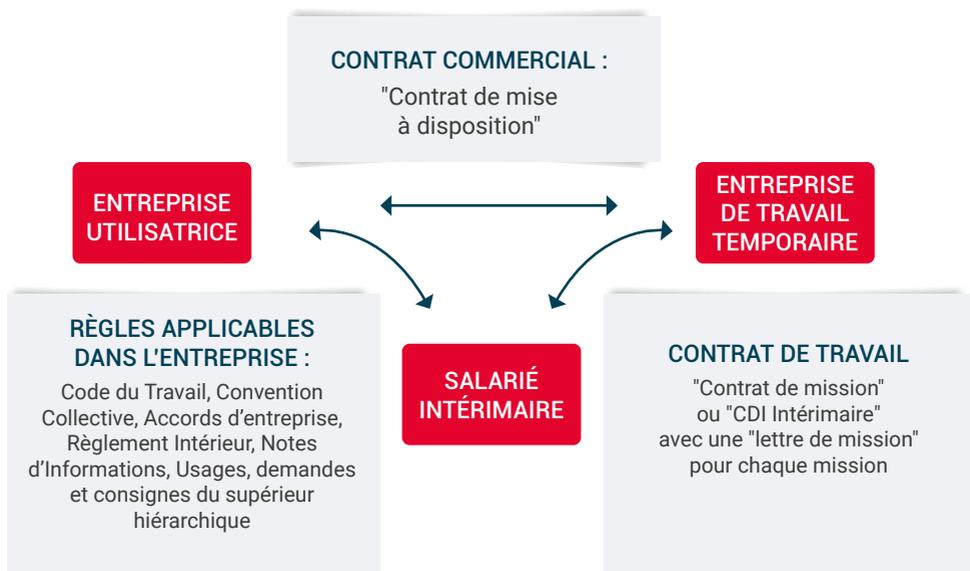 CONTRAT COMMERCIAL :
"Contrat de mise
à disposition"
ENTREPRISE
UTILISATRICE
ENTREPRISE
DE TRAVAIL
TEMPORAIRE
RÈGLES APPLICABLES
DANS L'ENTREPRISE :
Code du Travail, Convention
Collective, Accords d’entreprise,
Règlement Intérieur, Notes
d’Informations, Usages, demandes
et consignes du supérieur
hiérarchique
SALARIÉ
INTÉRIMAIRE
CONTRAT DE TRAVAIL
"Contrat de mission"
ou "CDI Intérimaire"
avec une "lettre de mission"
pour chaque mission